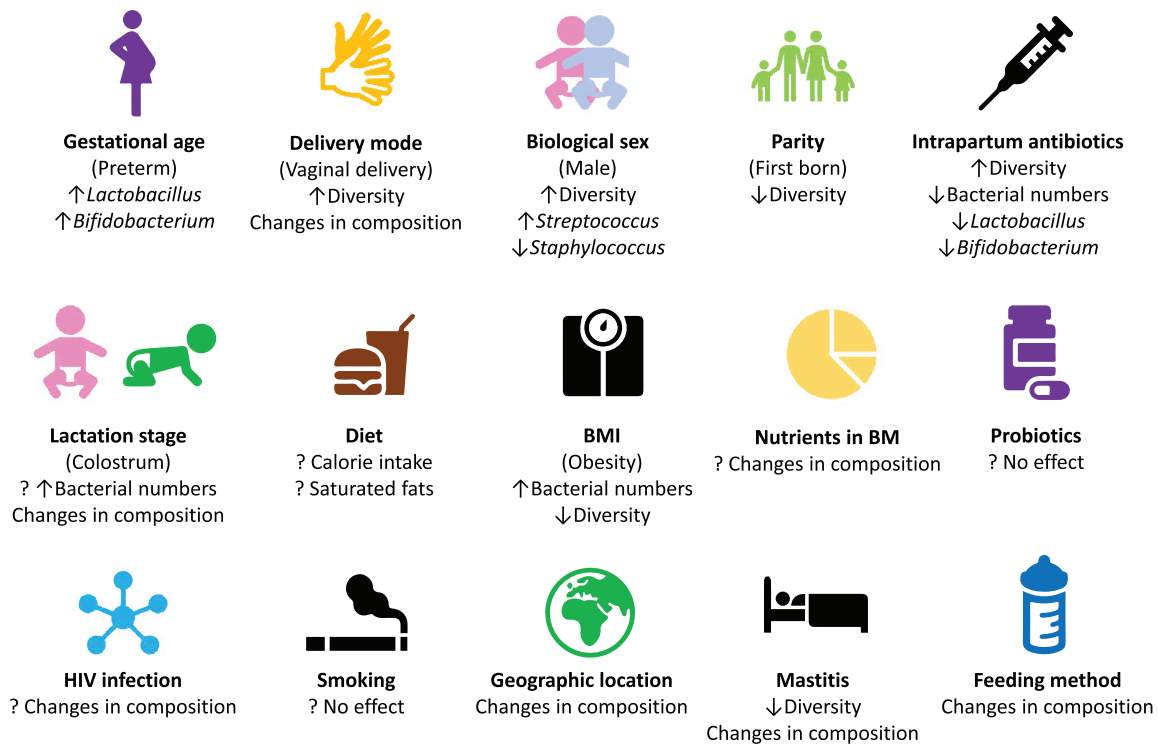 Gestational age
(Preterm)
↑Lactobacillus
↑Bifidobacterium
Delivery mode
(Vaginal delivery)
↑Diversity
Changes in composition
Biological sex
(Male)
↑Diversity
↑Streptococcus
↓Staphylococcus
Parity
(First born)
↓Diversity
Intrapartum antibiotics
↑Diversity
↓Bacterial numbers
↓Lactobacillus
↓Bifidobacterium
Lactation stage
(Colostrum)
? ↑Bacterial numbers
Changes in composition
Diet
? Calorie intake
? Saturated fats
BMI
(Obesity)
↑Bacterial numbers
↓Diversity
Nutrients in BM
? Changes in composition
Probiotics
? No effect
HIV infection
? Changes in composition
Smoking
? No effect
Geographic location
Changes in composition
Mastitis
↓Diversity
Changes in composition
Feeding method
Changes in composition